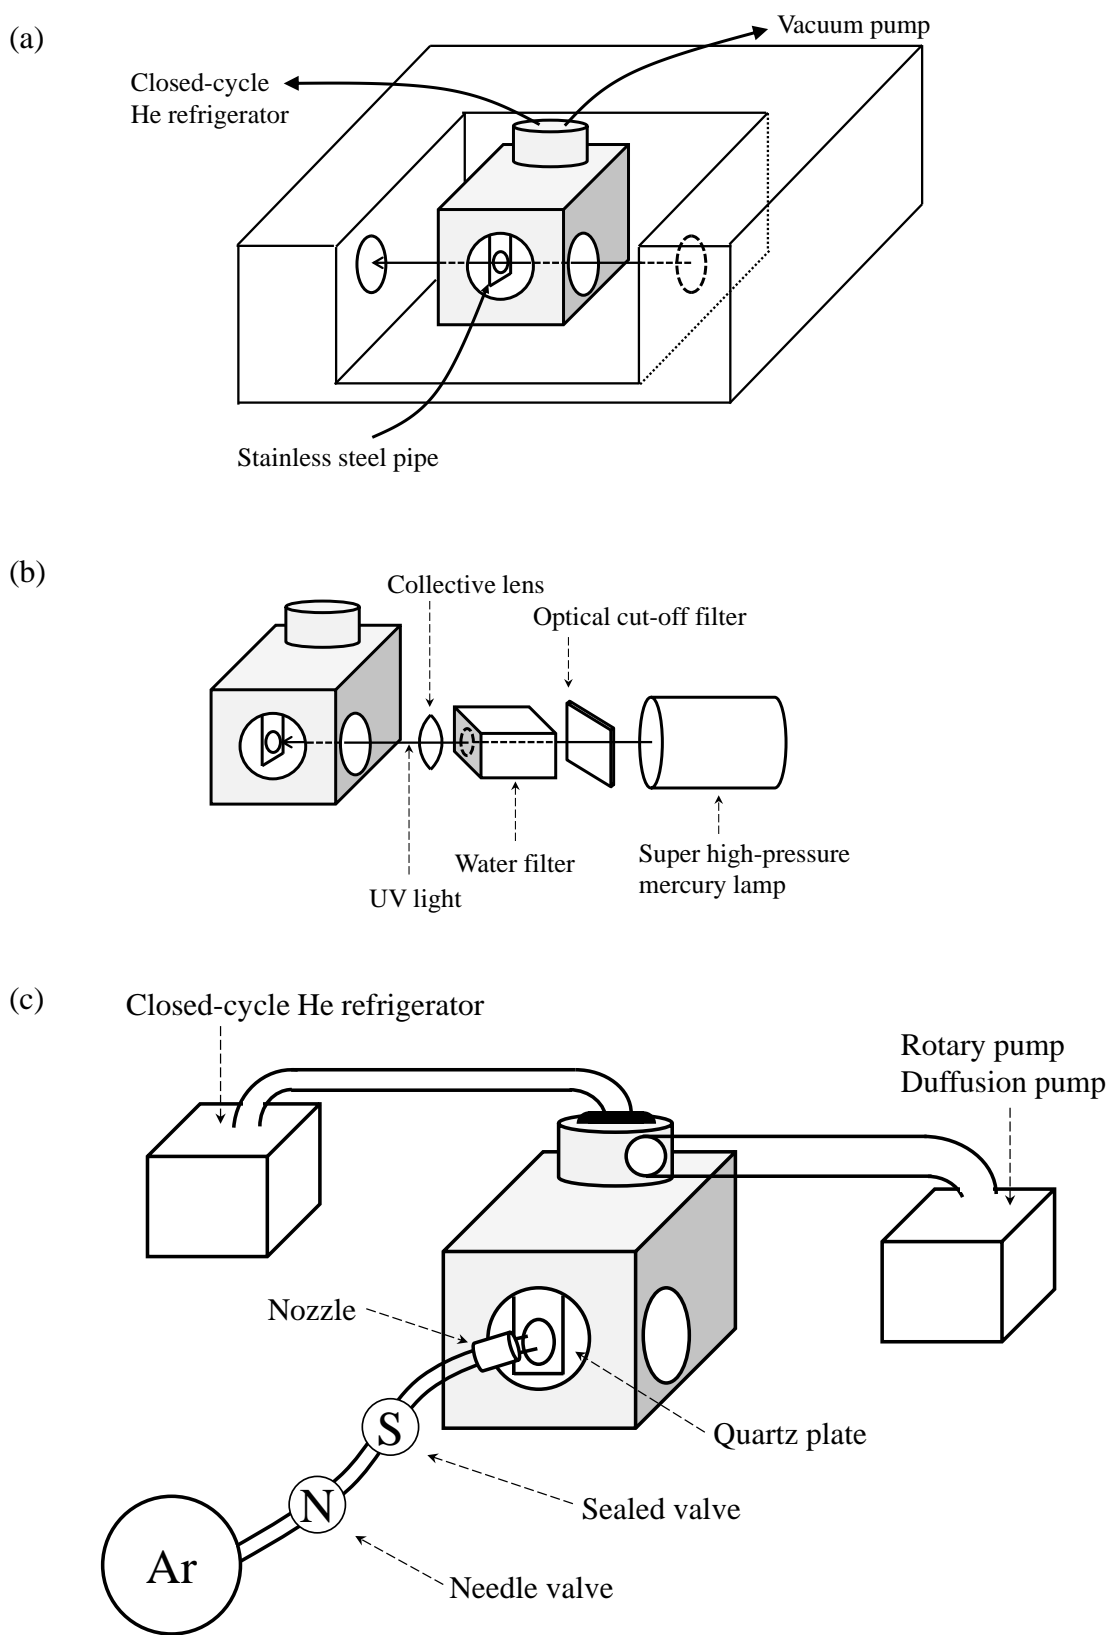 (a)
Vacuum pump
Closed-cycle
He refrigerator
Stainless steel pipe
(b)
Collective lens
Optical cut-off filter
Water filter
Super high-pressure
mercury lamp
UV light
(c)
Closed-cycle He refrigerator
Rotary pump
Duffusion pump
Nozzle
S
Quartz plate
Sealed valve
N
Ar
Needle valve